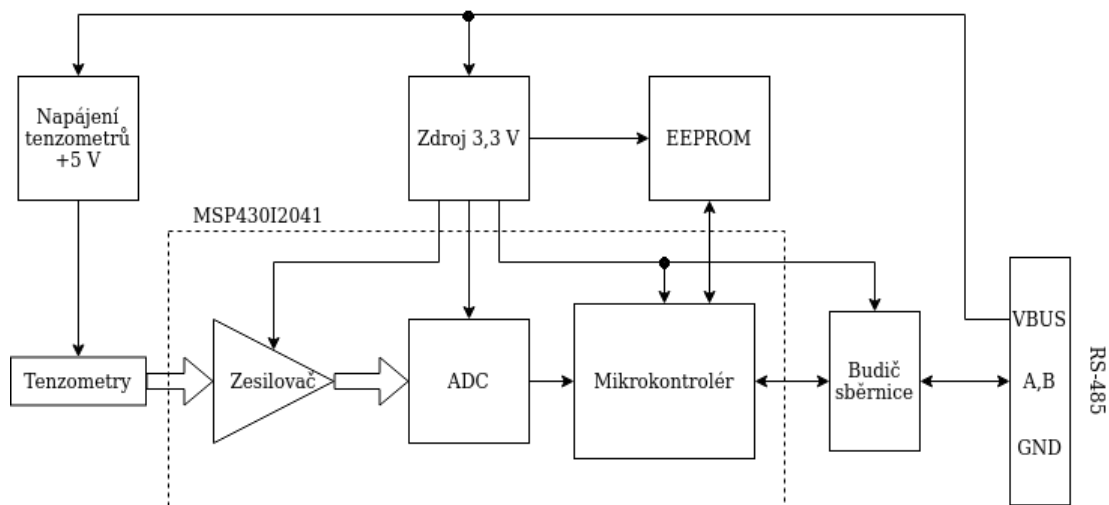 Napájení
tenzometrů
+5 V
Zdroj 3,3 V
EEPROM
MSP430I2041
Tenzometry
Zesilovač
ADC
Mikrokontrolér
Budič
sběrnice
VBUS
A,B
GND
RS-485